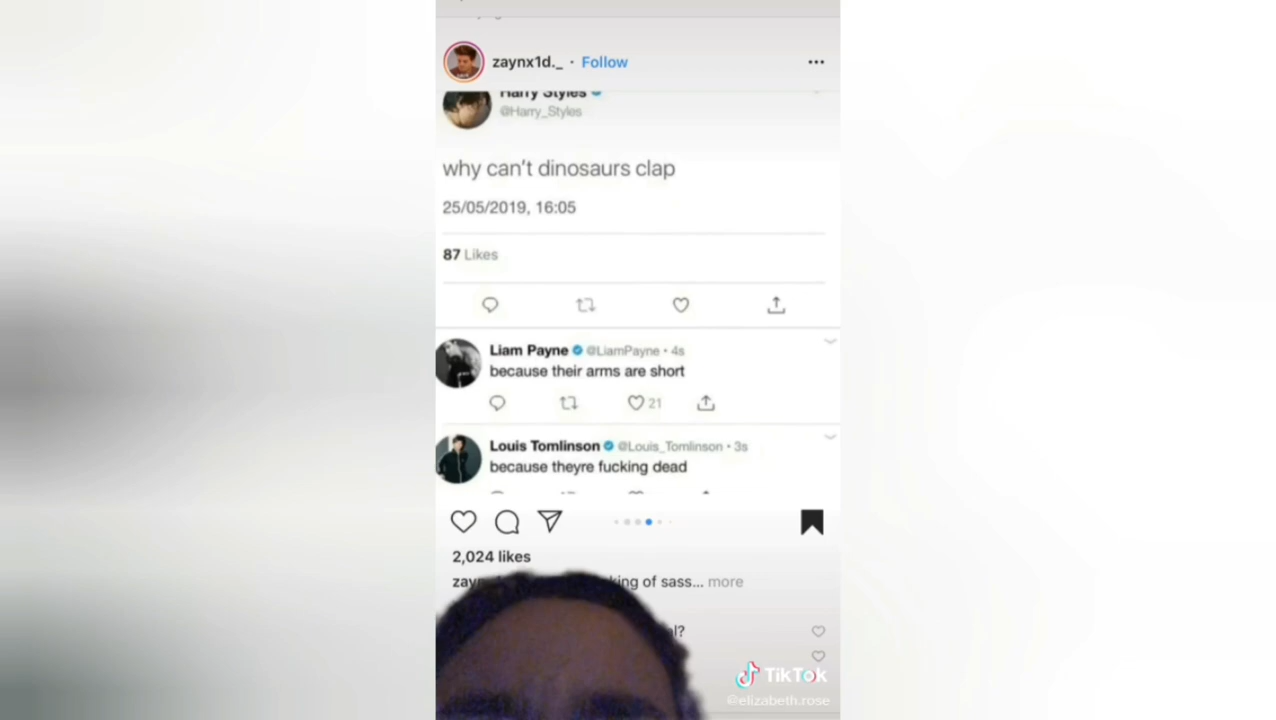 zaynx1d._ · Follow
Harry Styles
@Harry_Styles
why can't dinosaurs clap
25/05/2019, 16:05
87 Likes
Liam Payne @LiamPayne · 4s
because their arms are short
21
Louis Tomlinson @Louis_Tomlinson · 3s
because theyre fucking dead
2,024 likes
king of sass... more
TikTok
@elizabeth.rose